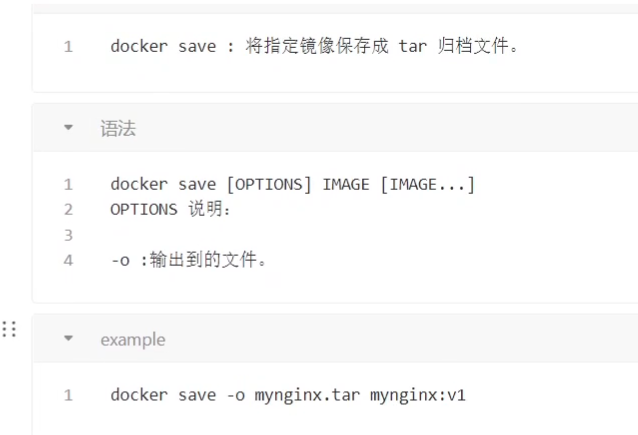 1 docker save : 将指定镜像保存成 tar 归档文件。
语法
1 docker save [OPTIONS] IMAGE [IMAGE...]
2 OPTIONS 说明:
3
4 -o :输出到的文件。
example
1 docker save -o mynginx.tar mynginx:v1